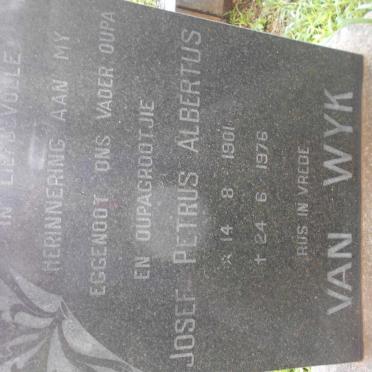 IN LIEFDEVOLLE
HERINNERING AAN MY
EGGENOOT ONS VADER OUPA
EN OUPAGROOTJIE
JOSEF PETRUS ALBERTUS
☆ 14 8 1901
† 24 6 1976
RUS IN VREDE
VAN WYK